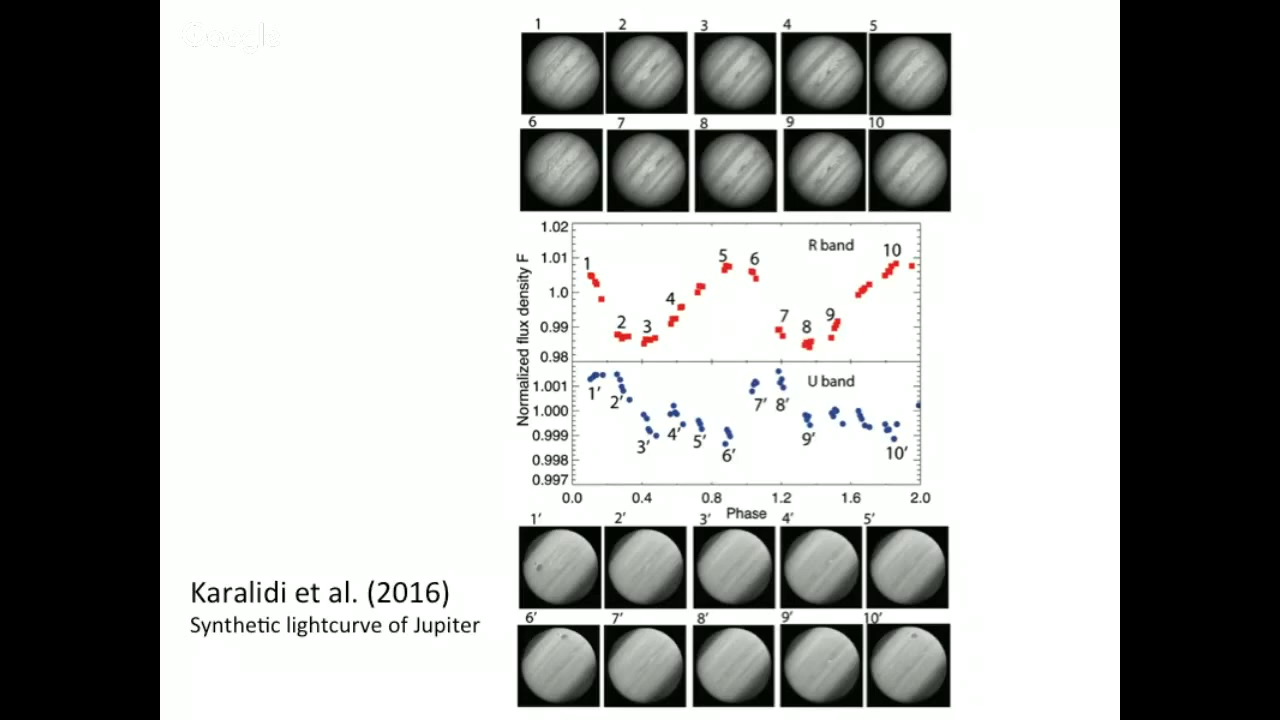 Google
1 2 3 4 5
6 7 8 9 10
1.02
1.01
1.0
0.99
0.98
Normalized flux density F
R band
1 2 3 4 5 6 7 8 9 10
1.001
1.000
0.999
0.998
0.997
U band
1' 2' 3' 4' 5' 6' 7' 8' 9' 10'
0.0 0.4 0.8 1.2 1.6 2.0
Phase
1' 2' 3' 4' 5'
6' 7' 8' 9' 10'
Karalidi et al. (2016)
Synthetic lightcurve of Jupiter